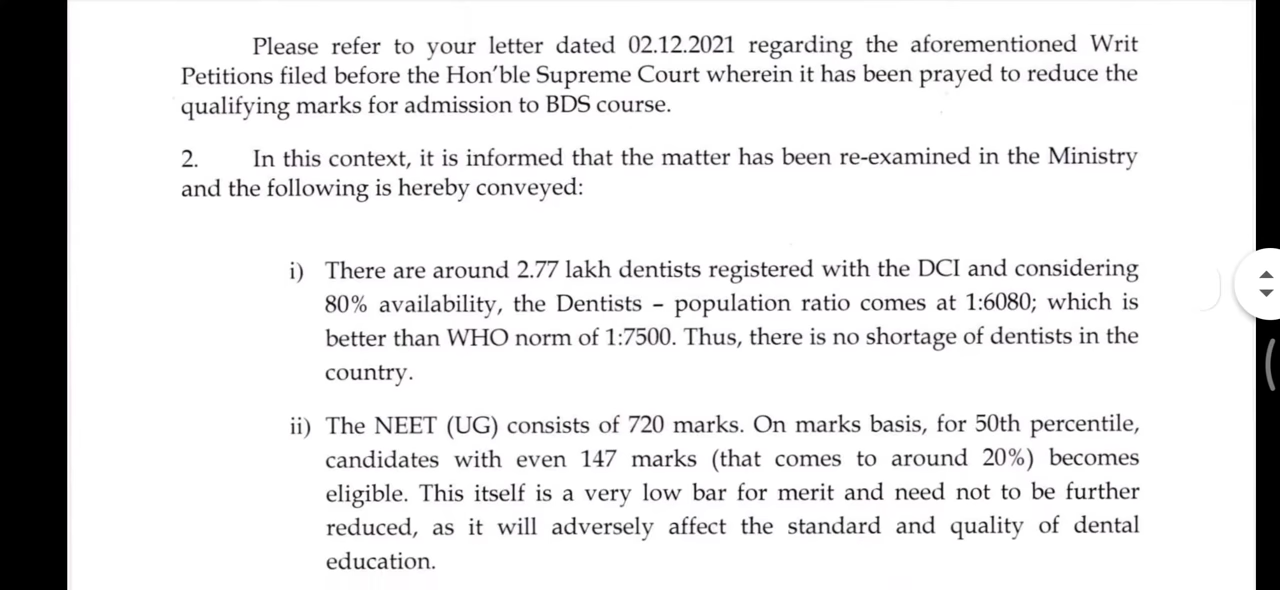 Please refer to your letter dated 02.12.2021 regarding the aforementioned Writ
Petitions filed before the Hon'ble Supreme Court wherein it has been prayed to reduce the
qualifying marks for admission to BDS course.
2. In this context, it is informed that the matter has been re-examined in the Ministry
and the following is hereby conveyed:
i) There are around 2.77 lakh dentists registered with the DCI and considering
80% availability, the Dentists – population ratio comes at 1:6080; which is
better than WHO norm of 1:7500. Thus, there is no shortage of dentists in the
country.
ii) The NEET (UG) consists of 720 marks. On marks basis, for 50th percentile,
candidates with even 147 marks (that comes to around 20%) becomes
eligible. This itself is a very low bar for merit and need not to be further
reduced, as it will adversely affect the standard and quality of dental
education.